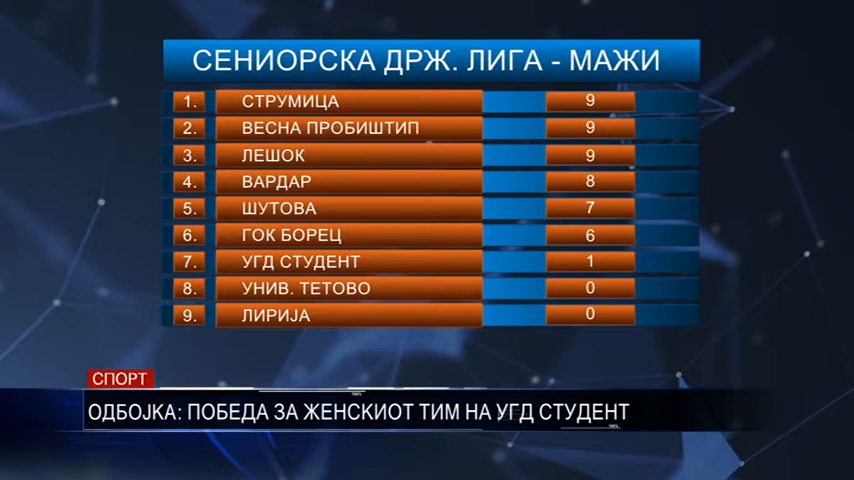 СЕНИОРСКА ДРЖ. ЛИГА - МАЖИ
1. СТРУМИЦА 9
2. ВЕСНА ПРОБИШТИП 9
3. ЛЕШОК 9
4. ВАРДАР 8
5. ШУТОВА 7
6. ГОК БОРЕЦ 6
7. УГД СТУДЕНТ 1
8. УНИВ. ТЕТОВО 0
9. ЛИРИЈА 0
СПОРТ
ОДБОЈКА: ПОБЕДА ЗА ЖЕНСКИОТ ТИМ НА УГД СТУДЕНТ